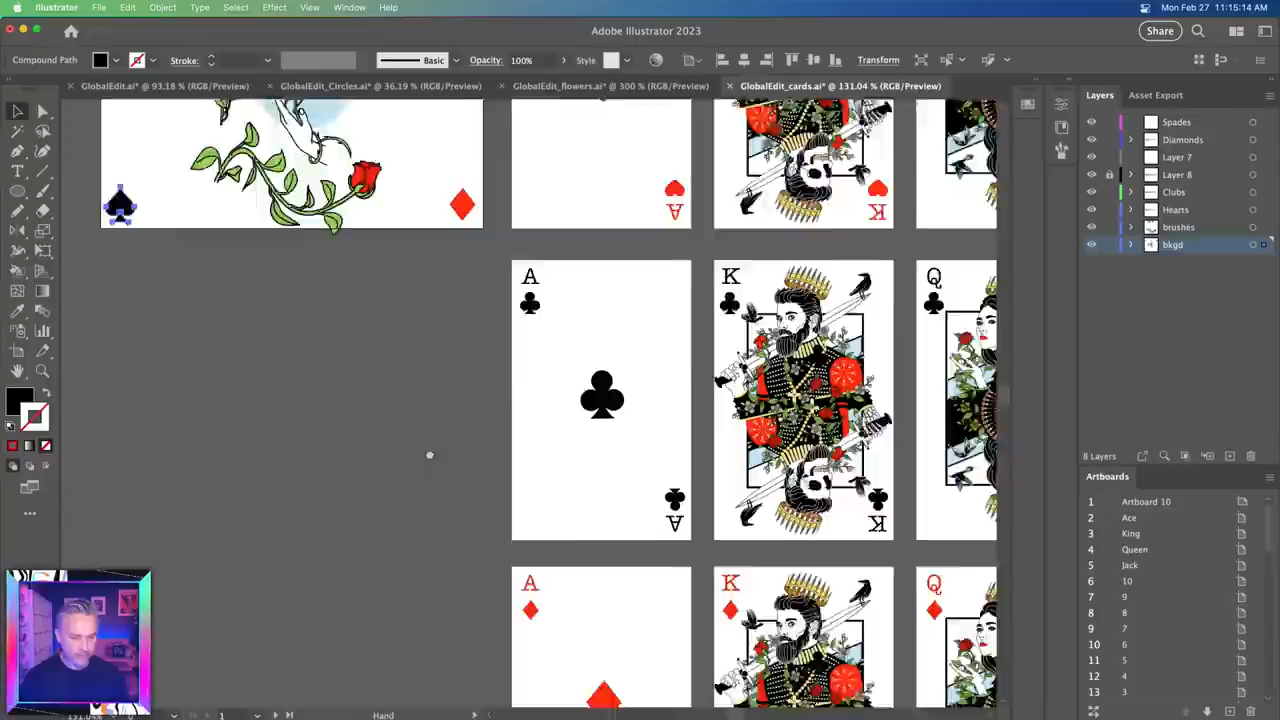 Illustrator File Edit Object Type Select Effect View Window Help
Mon Feb 27 11:15:14 AM
Adobe Illustrator 2023
Share
Compound Path
Stroke:
Basic
Opacity: 100%
Style:
Transform
GlobalEdit.ai* @ 93.18 % (RGB/Preview)
GlobalEdit_Circles.ai* @ 36.19 % (RGB/Preview)
GlobalEdit_flowers.ai* @ 300 % (RGB/Preview)
GlobalEdit_cards.ai* @ 131.04 % (RGB/Preview)
Layers
Asset Export
Spades
Diamonds
Layer 7
Layer 8
Clubs
Hearts
brushes
bkgd
8 Layers
Artboards
1 Artboard 10
2 Ace
3 King
4 Queen
5 Jack
6 10
7 9
8 8
9 7
10 6
11 5
12 4
13 3
A
K
A
K
Q
A
K
A
K
Q
131.04%
1
Hand